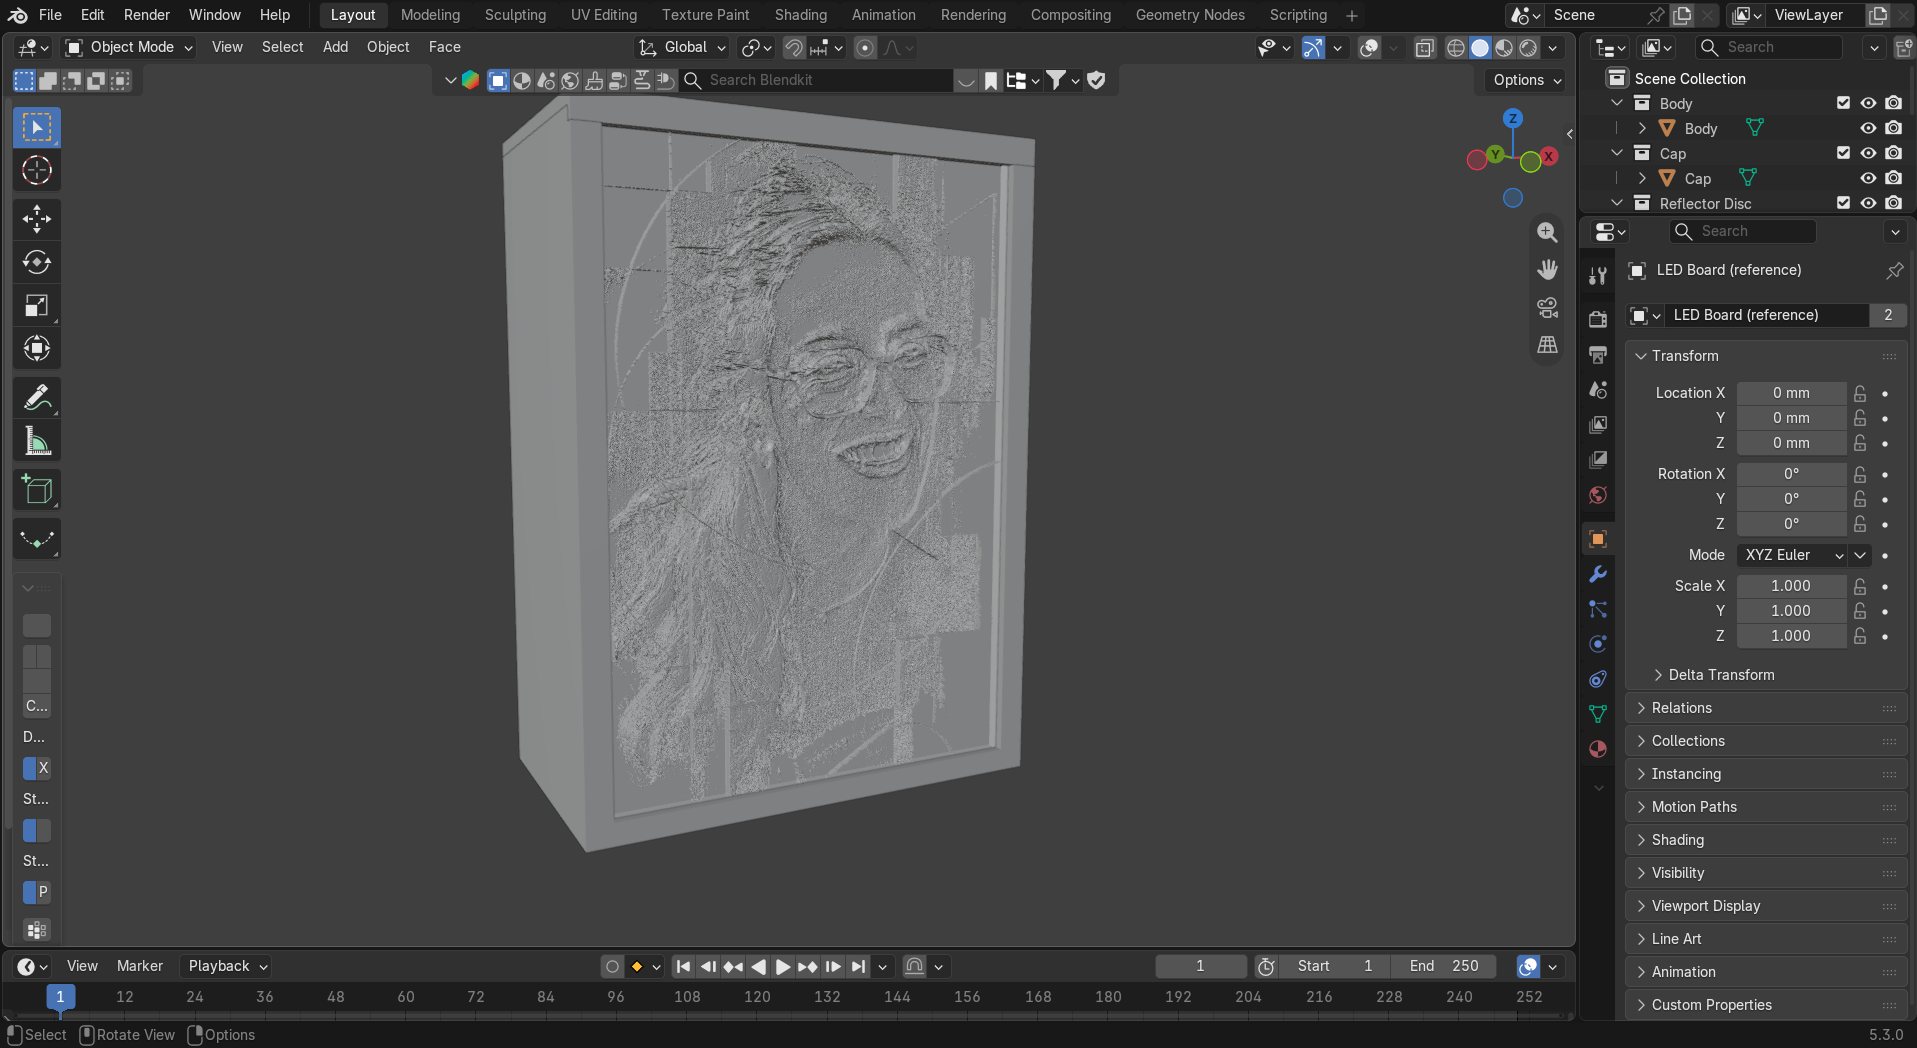 File Edit Render Window Help Layout Modeling Sculpting UV Editing Texture Paint Shading Animation Rendering Compositing Geometry Nodes Scripting Scene ViewLayer
Object Mode View Select Add Object Face Global Search
Search Blendkit Options
Scene Collection
Body
Body
Cap
Cap
Reflector Disc
Search
LED Board (reference)
LED Board (reference) 2
Transform
Location X 0 mm
Y 0 mm
Z 0 mm
Rotation X 0°
Y 0°
Z 0°
Mode XYZ Euler
Scale X 1.000
Y 1.000
Z 1.000
Delta Transform
Relations
Collections
Instancing
Motion Paths
Shading
Visibility
Viewport Display
Line Art
Animation
Custom Properties
Z
Y
X
C...
D...
X
St...
St...
P
View Marker Playback 1 Start 1 End 250
1 12 24 36 48 60 72 84 96 108 120 132 144 156 168 180 192 204 216 228 240 252
Select Rotate View Options 5.3.0